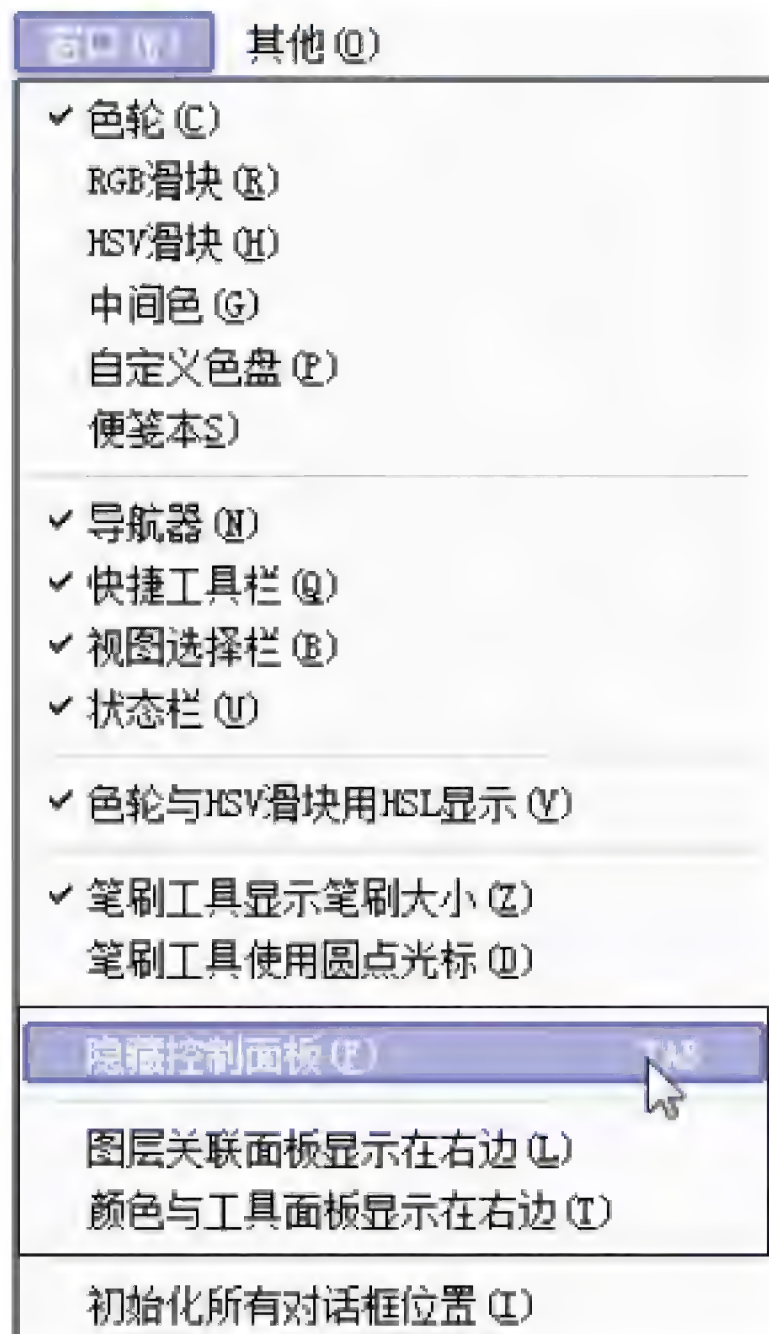 窗口(W) 其他(O)
✓ 色轮(C)
RGB滑块(R)
HSV滑块(H)
中间色(G)
自定义色盘(P)
便笺本S)
✓ 导航器(N)
✓ 快捷工具栏(Q)
✓ 视图选择栏(B)
✓ 状态栏(U)
✓ 色轮与HSV滑块用HSL显示(V)
✓ 笔刷工具显示笔刷大小(Z)
笔刷工具使用圆点光标(D)
隐藏控制面板(F) TAB
图层关联面板显示在右边(L)
颜色与工具面板显示在右边(T)
初始化所有对话框位置(I)